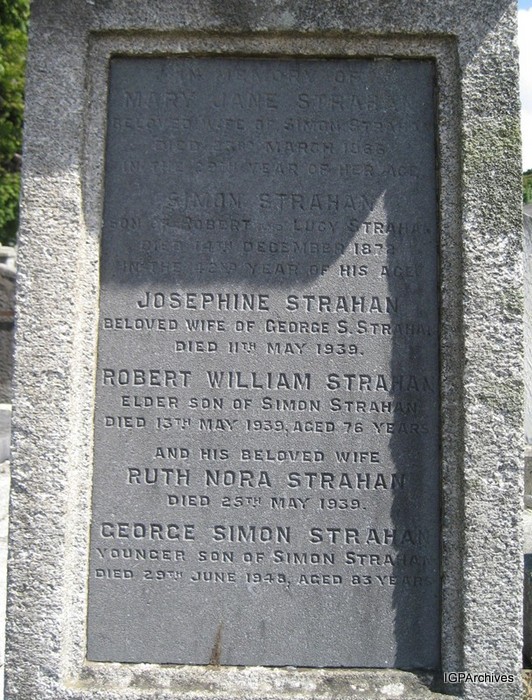 IN MEMORY OF
MARY JANE STRAHAN
BELOVED WIFE OF SIMON STRAHAN
DIED MARCH
IN THE YEAR OF HER AGE
SIMON STRAHAN
SON OF ROBERT AND LUCY STRAHAN
DIED 14TH DECEMBER 1872
IN THE 42ND YEAR OF HIS AGE
JOSEPHINE STRAHAN
BELOVED WIFE OF GEORGE S. STRAHAN
DIED 11TH MAY 1939.
ROBERT WILLIAM STRAHAN
ELDER SON OF SIMON STRAHAN
DIED 13TH MAY 1939, AGED 76 YEARS
AND HIS BELOVED WIFE
RUTH NORA STRAHAN
DIED 25TH MAY 1939.
GEORGE SIMON STRAHAN
YOUNGER SON OF SIMON STRAHAN
DIED 29TH JUNE 1948, AGED 83 YEARS
IGPArchives